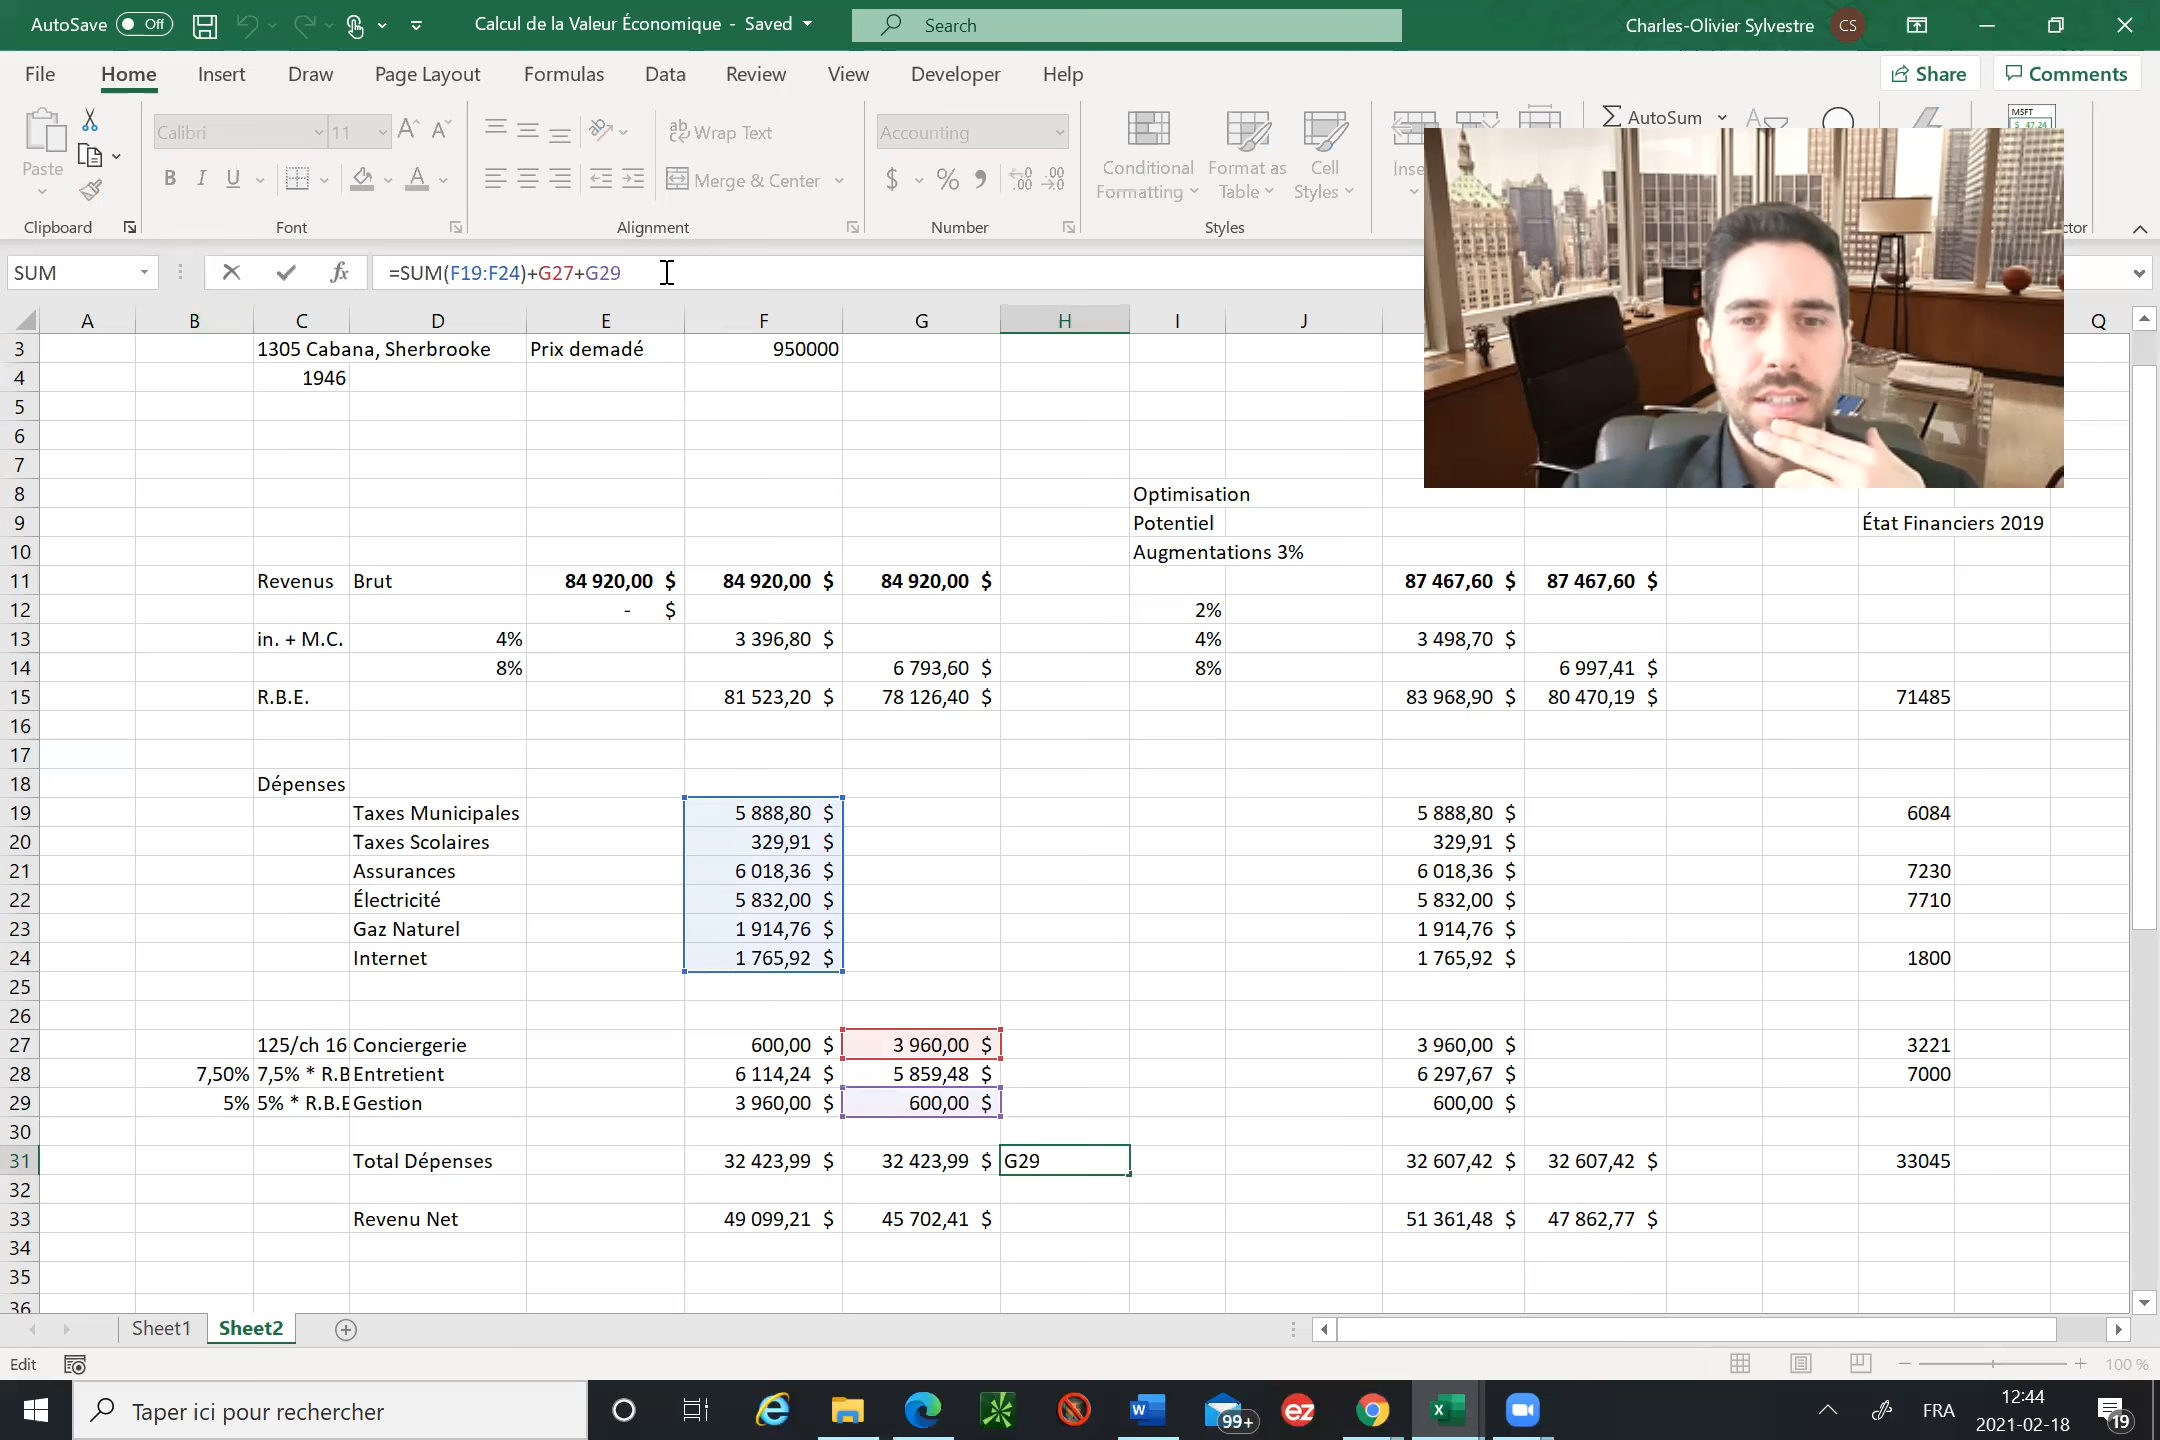 AutoSave Off Calcul de la Valeur Économique - Saved Search Charles-Olivier Sylvestre CS
File Home Insert Draw Page Layout Formulas Data Review View Developer Help Share Comments
Calibri 11 Wrap Text Accounting AutoSum MSFT
Paste Merge & Center Conditional Formatting Format as Table Cell Styles Inse
Clipboard Font Alignment Number Styles ctor
SUM =SUM(F19:F24)+G27+G29
A B C D E F G H I J Q
3 1305 Cabana, Sherbrooke Prix demadé 950000
4 1946
5
6
7
8 Optimisation
9 Potentiel État Financiers 2019
10 Augmentations 3%
11 Revenus Brut 84 920,00 $ 84 920,00 $ 84 920,00 $ 87 467,60 $ 87 467,60 $
12 - $ 2%
13 in. + M.C. 4% 3 396,80 $ 4% 3 498,70 $
14 8% 6 793,60 $ 8% 6 997,41 $
15 R.B.E. 81 523,20 $ 78 126,40 $ 83 968,90 $ 80 470,19 $ 71485
16
17
18 Dépenses
19 Taxes Municipales 5 888,80 $ 5 888,80 $ 6084
20 Taxes Scolaires 329,91 $ 329,91 $
21 Assurances 6 018,36 $ 6 018,36 $ 7230
22 Électricité 5 832,00 $ 5 832,00 $ 7710
23 Gaz Naturel 1 914,76 $ 1 914,76 $
24 Internet 1 765,92 $ 1 765,92 $ 1800
25
26
27 125/ch 16 Conciergerie 600,00 $ 3 960,00 $ 3 960,00 $ 3221
28 7,50% 7,5% * R.B Entretient 6 114,24 $ 5 859,48 $ 6 297,67 $ 7000
29 5% 5% * R.B.E Gestion 3 960,00 $ 600,00 $ 600,00 $
30
31 Total Dépenses 32 423,99 $ 32 423,99 $ G29 32 607,42 $ 32 607,42 $ 33045
32
33 Revenu Net 49 099,21 $ 45 702,41 $ 51 361,48 $ 47 862,77 $
34
35
36
Sheet1 Sheet2
Edit 100 %
Taper ici pour rechercher 99+ ez FRA 12:44 19
2021-02-18